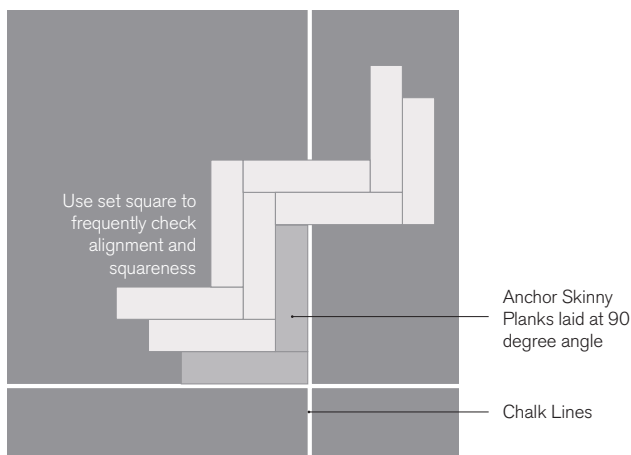 Use set square to
frequently check
alignment and
squareness
Anchor Skinny
Planks laid at 90
degree angle
Chalk Lines